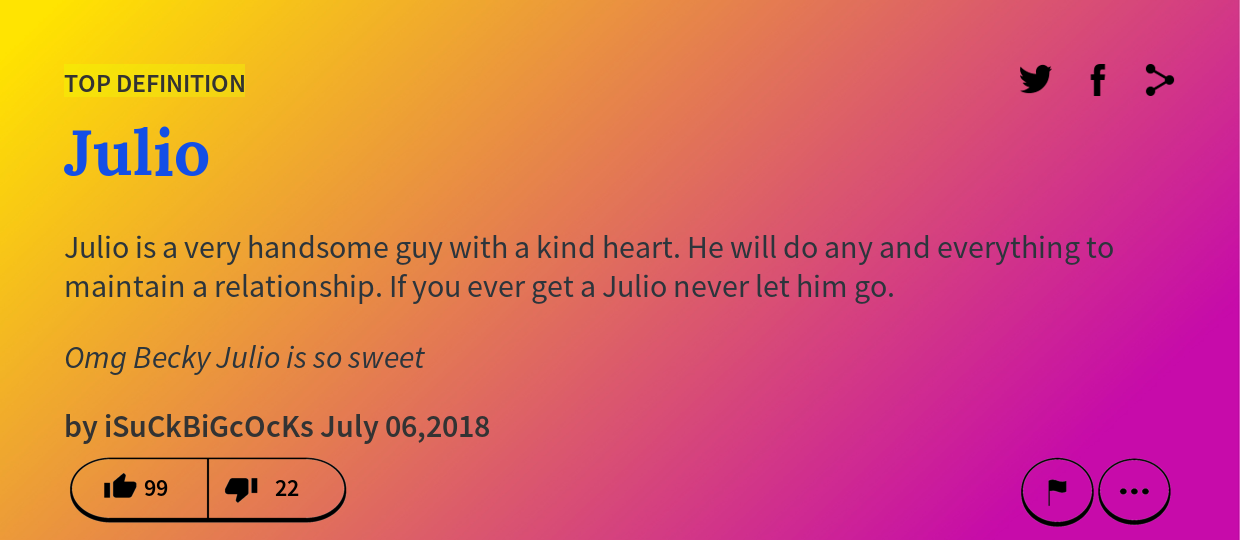 TOP DEFINITION
Julio
Julio is a very handsome guy with a kind heart. He will do any and everything to
maintain a relationship. If you ever get a Julio never let him go.
Omg Becky Julio is so sweet
by iSuCkBiGcOcKs July 06,2018
99 22